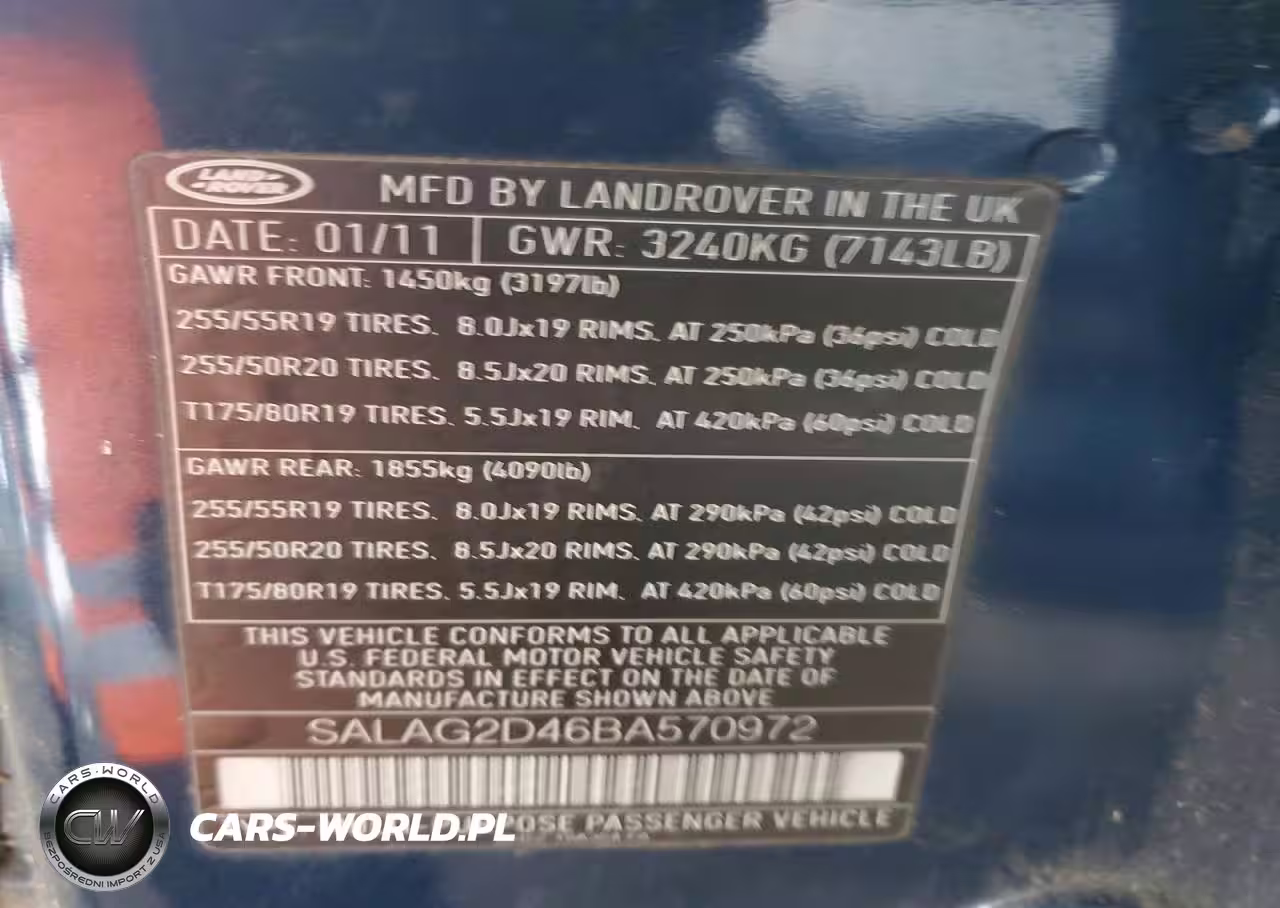 LAND-
-ROVER
MFD BY LANDROVER IN THE UK
DATE: 01/11 GWR: 3240KG (7143LB)
GAWR FRONT: 1450kg (3197lb)
255/55R19 TIRES. 8.0Jx19 RIMS. AT 250kPa (36psi) COLD
255/50R20 TIRES. 8.5Jx20 RIMS. AT 250kPa (36psi) COLD
T175/80R19 TIRES. 5.5Jx19 RIM. AT 420kPa (60psi) COLD
GAWR REAR: 1855kg (4090lb)
255/55R19 TIRES. 8.0Jx19 RIMS. AT 290kPa (42psi) COLD
255/50R20 TIRES. 8.5Jx20 RIMS. AT 290kPa (42psi) COLD
T175/80R19 TIRES. 5.5Jx19 RIM. AT 420kPa (60psi) COLD
THIS VEHICLE CONFORMS TO ALL APPLICABLE
U.S. FEDERAL MOTOR VEHICLE SAFETY
STANDARDS IN EFFECT ON THE DATE OF
MANUFACTURE SHOWN ABOVE
SALAG2D46BA570972
PASSENGER VEHICLE
CARS-WORLD
CW
BEZPOŚREDNI IMPORT Z USA
CARS-WORLD.PL